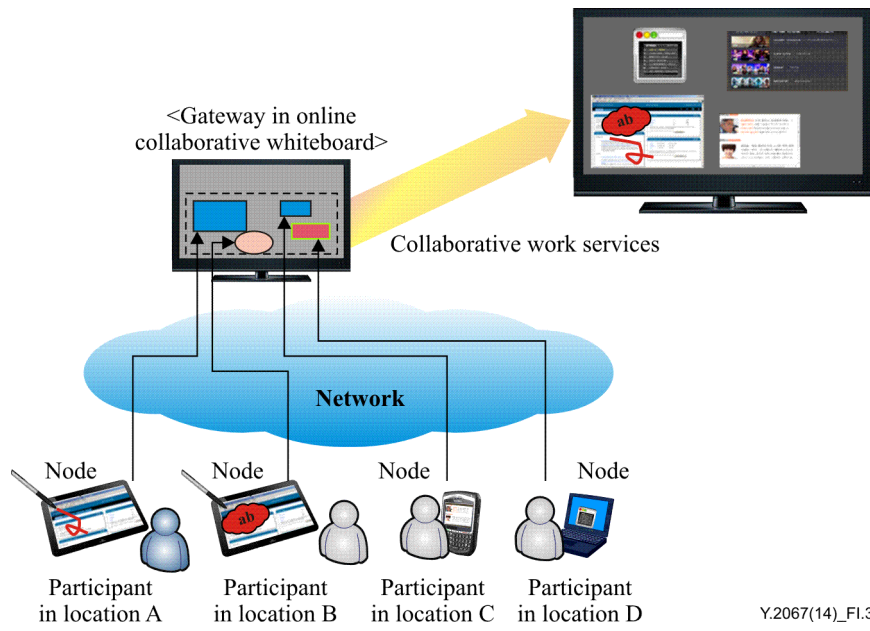 <Gateway in online
collaborative whiteboard>
ab
Collaborative work services
Network
Node
Node
Node
Node
ab
Participant
in location A
Participant
in location B
Participant
in location C
Participant
in location D
Y.2067(14)_FI.3